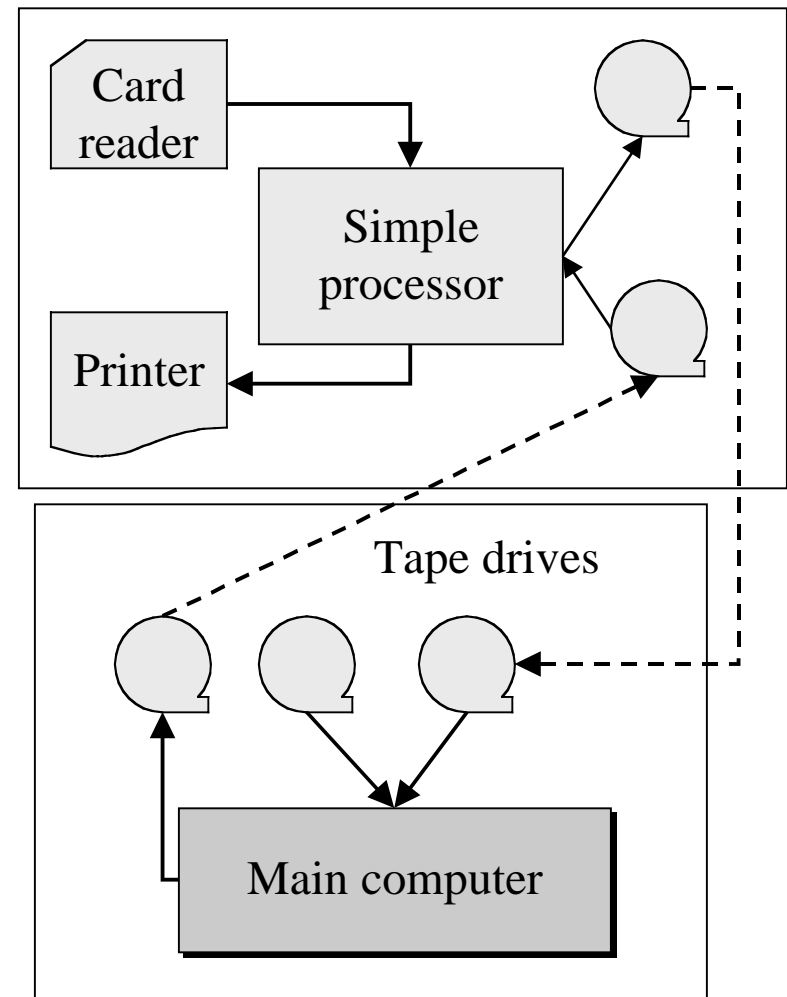 Card
reader
Simple
processor
Printer
Tape drives
Main computer